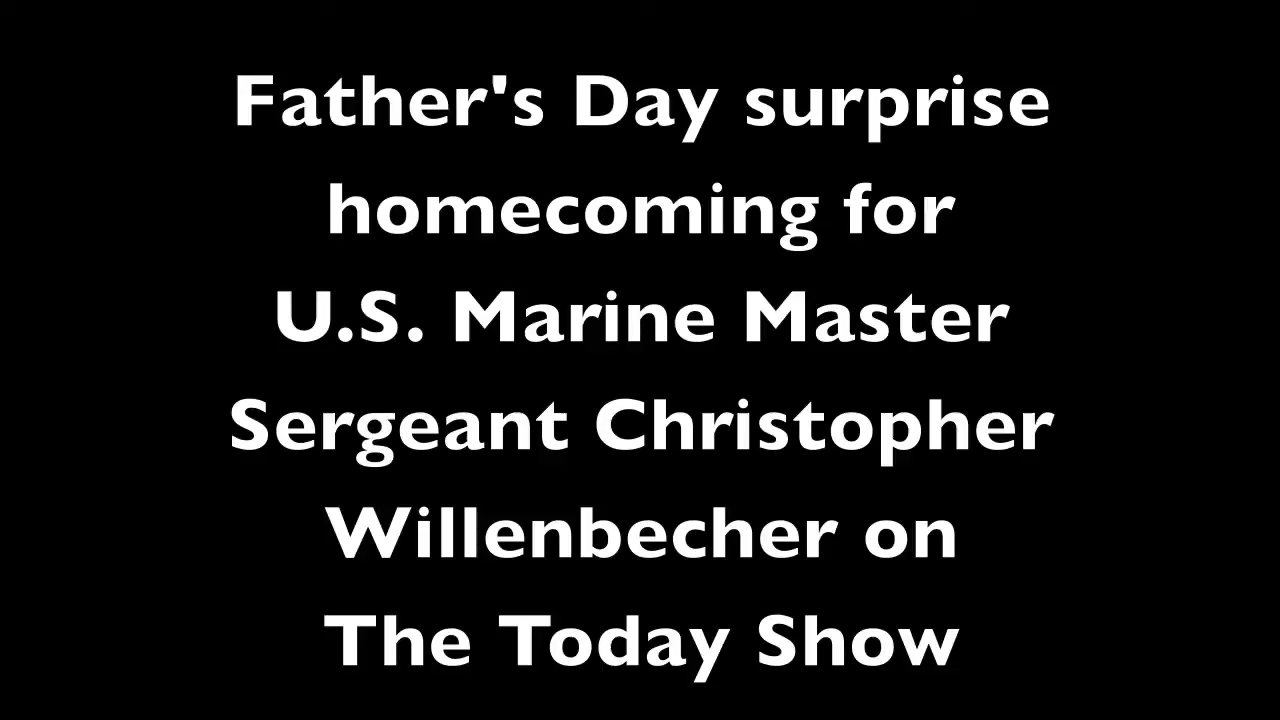 Father's Day surprise
homecoming for
U.S. Marine Master
Sergeant Christopher
Willenbecher on
The Today Show